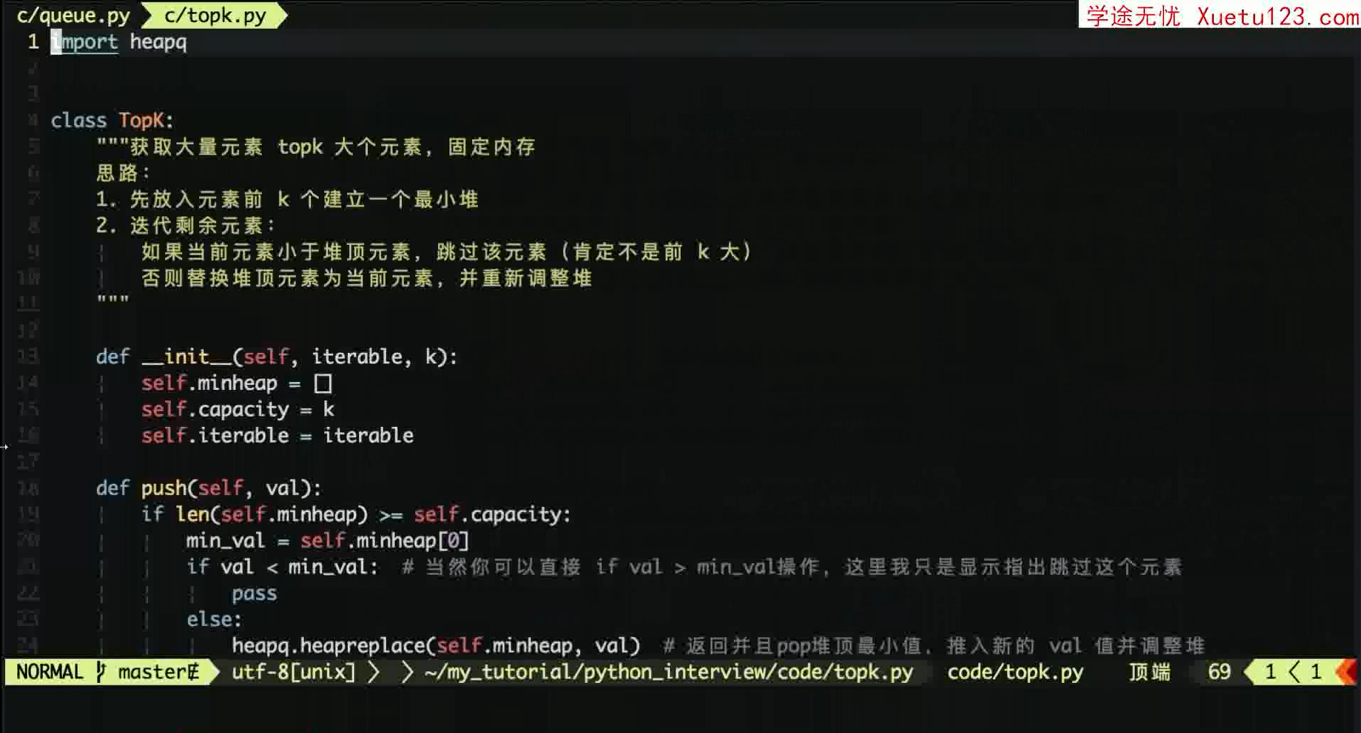 c/queue.py c/topk.py 学途无忧 Xuetu123.com
1 import heapq
2
3
4 class TopK:
5 """获取大量元素 topk 大个元素，固定内存
6 思路：
7 1. 先放入元素前 k 个建立一个最小堆
8 2. 迭代剩余元素：
9 如果当前元素小于堆顶元素，跳过该元素（肯定不是前 k 大）
10 否则替换堆顶元素为当前元素，并重新调整堆
11 """
12
13 def __init__(self, iterable, k):
14 self.minheap = []
15 self.capacity = k
16 self.iterable = iterable
17
18 def push(self, val):
19 if len(self.minheap) >= self.capacity:
20 min_val = self.minheap[0]
21 if val < min_val: # 当然你可以直接 if val > min_val操作，这里我只是显示指出跳过这个元素
22 pass
23 else:
24 heapq.heapreplace(self.minheap, val) # 返回并且pop堆顶最小值，推入新的 val 值并调整堆
NORMAL master utf-8[unix] ~/my_tutorial/python_interview/code/topk.py code/topk.py 顶端 69 1 < 1